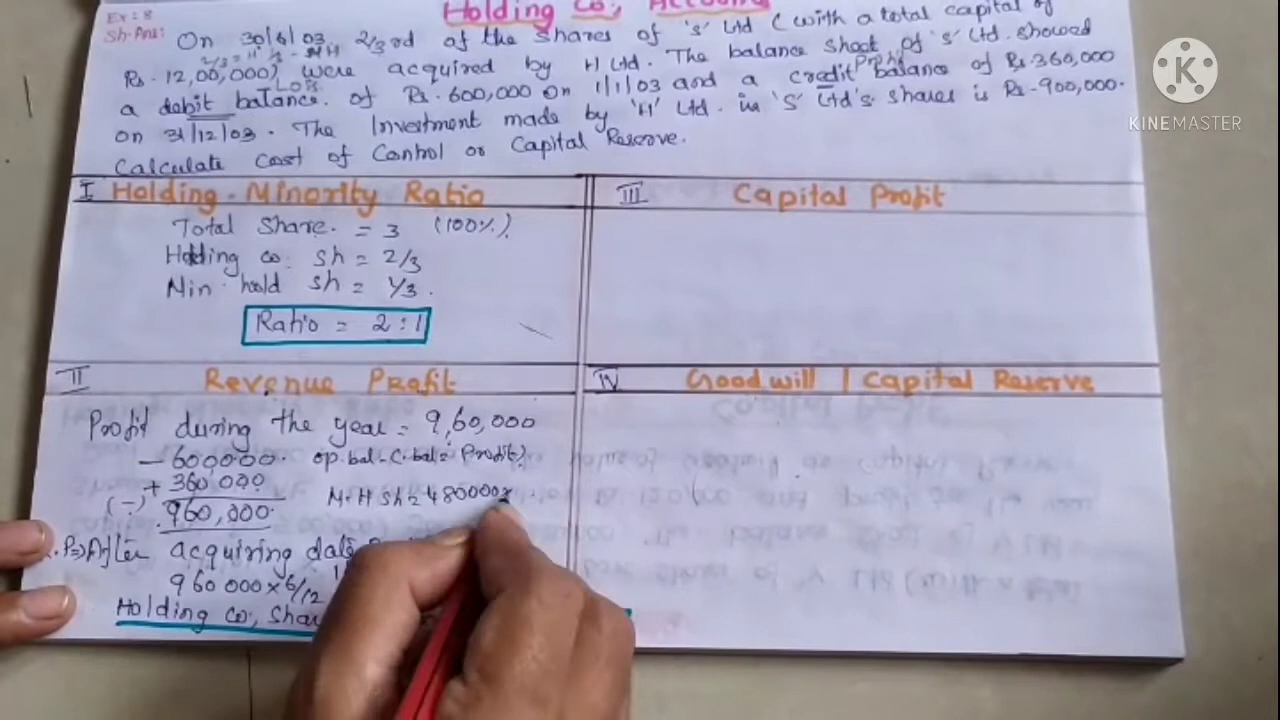 Holding Co; Accounts
Ex: 8
Sh. Ans:
On 30/6/03, 2/3rd of the shares of 's' Ltd (with a total capital of
Rs. 12,00,000) were acquired by H Ltd. The balance sheet of 's' Ltd. showed
Loss
Profit
a debit balance of Rs. 600,000 on 1/1/03 and a credit balance of Rs. 360,000
on 31/12/03. The Investment made by 'H' Ltd. in 's' Ltd's shares is Rs. 900,000.
Calculate cost of Control or Capital Reserve.
I Holding - Minority Ratio
Total Share = 3 (100%)
Holding co: sh = 2/3
Min. hold sh = 1/3.
Ratio = 2:1
II Revenue Profit
Profit during the year = 9,60,000
- 600000. op. bal - C. bal = Profit
+ 360 000
(-) 960,000.
M. H Sh = 480000x
After acquiring date
960 000 x 6/12
Holding Co; Shar
III Capital Profit
IV Goodwill / Capital Reserve
K
KINEMASTER